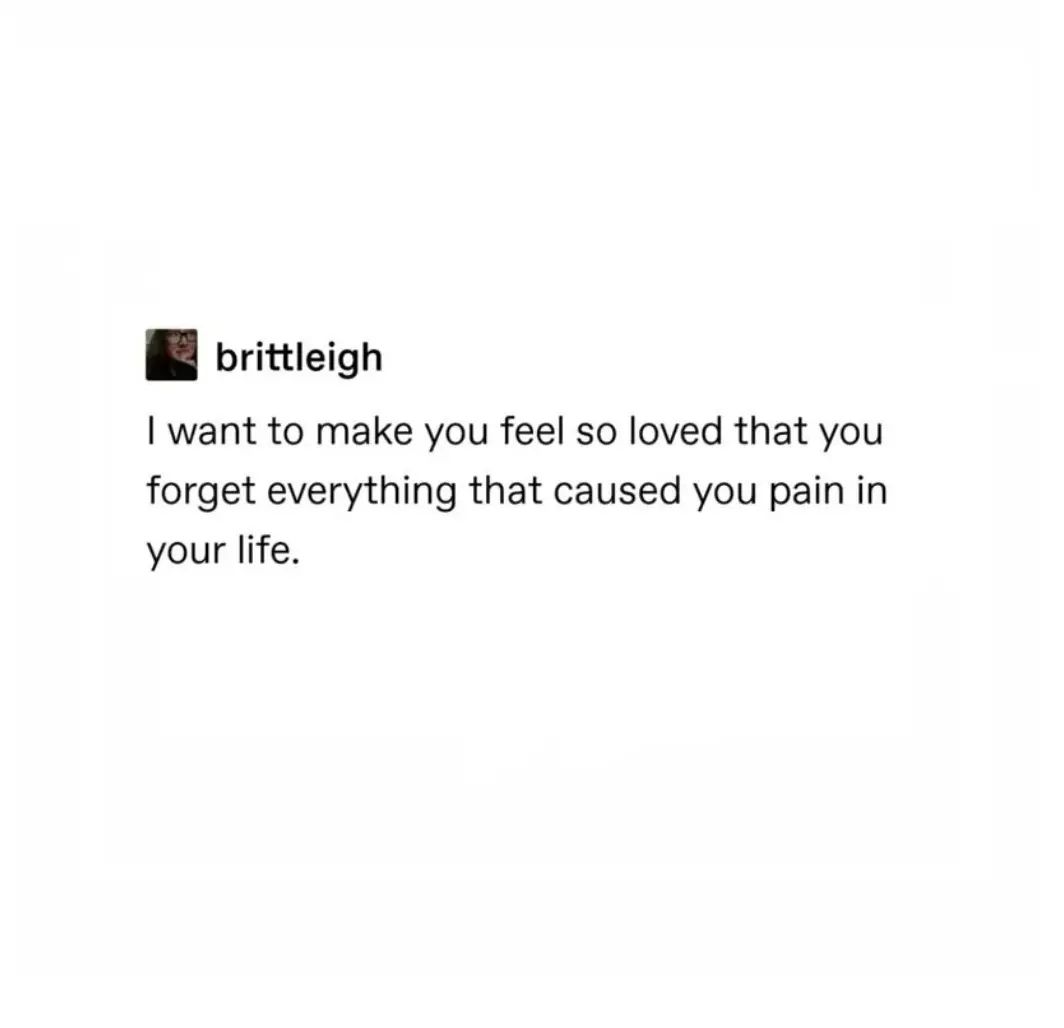 brittleigh
I want to make you feel so loved that you
forget everything that caused you pain in
your life.